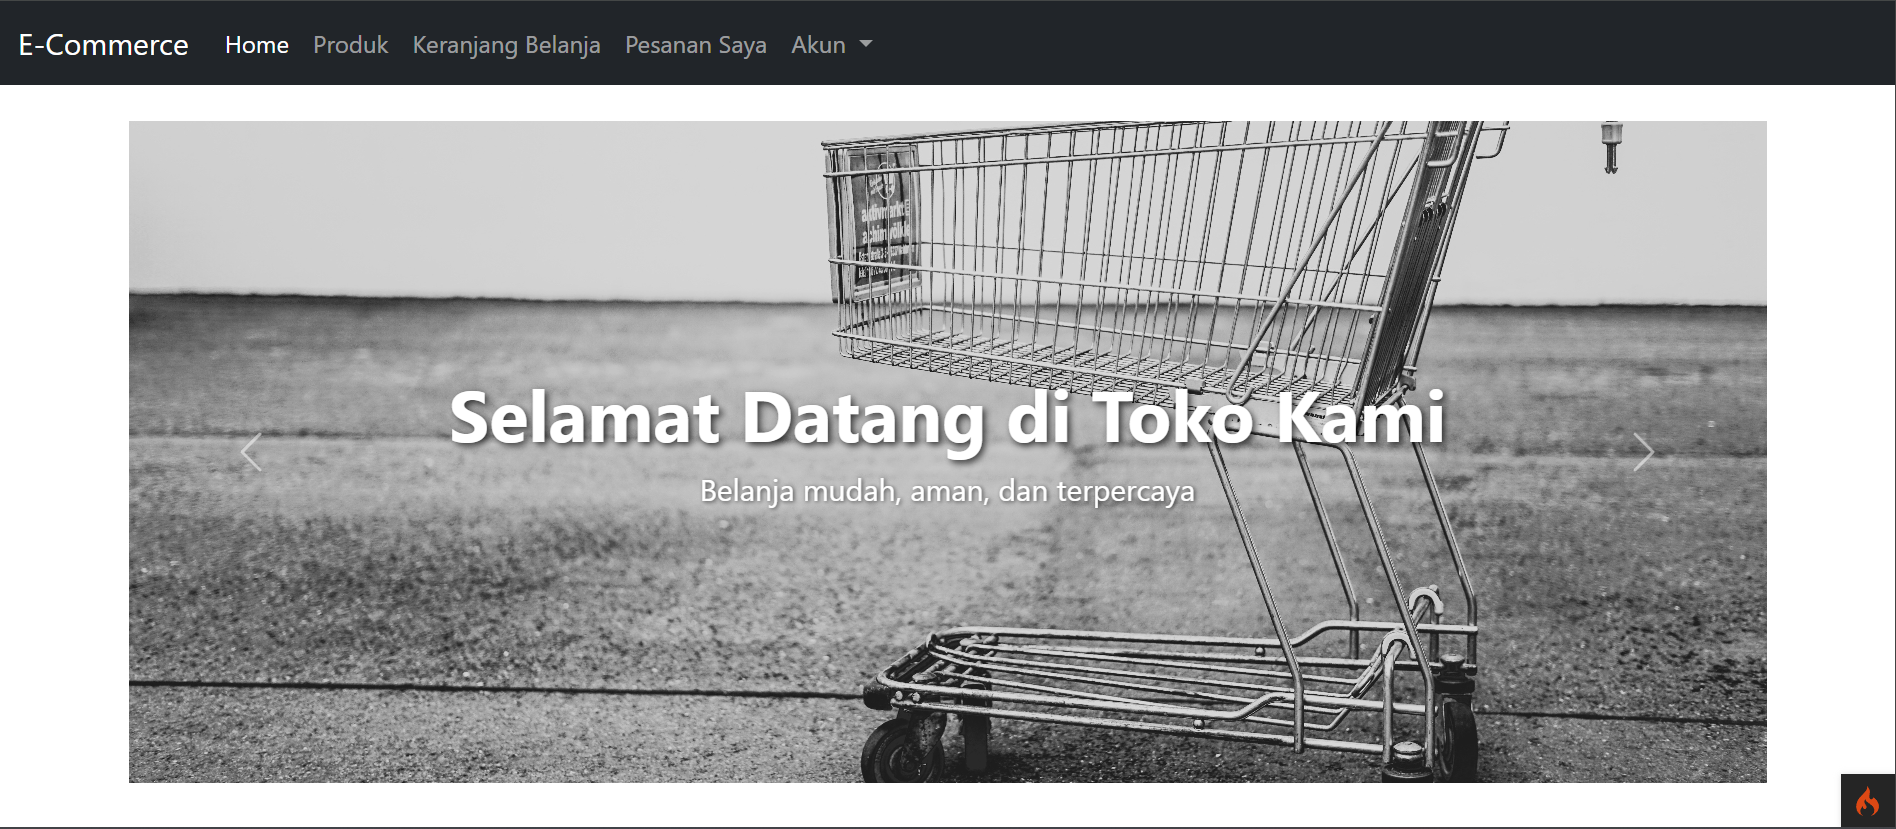 E-Commerce Home Produk Keranjang Belanja Pesanan Saya Akun
Selamat Datang di Toko Kami
Belanja mudah, aman, dan terpercaya